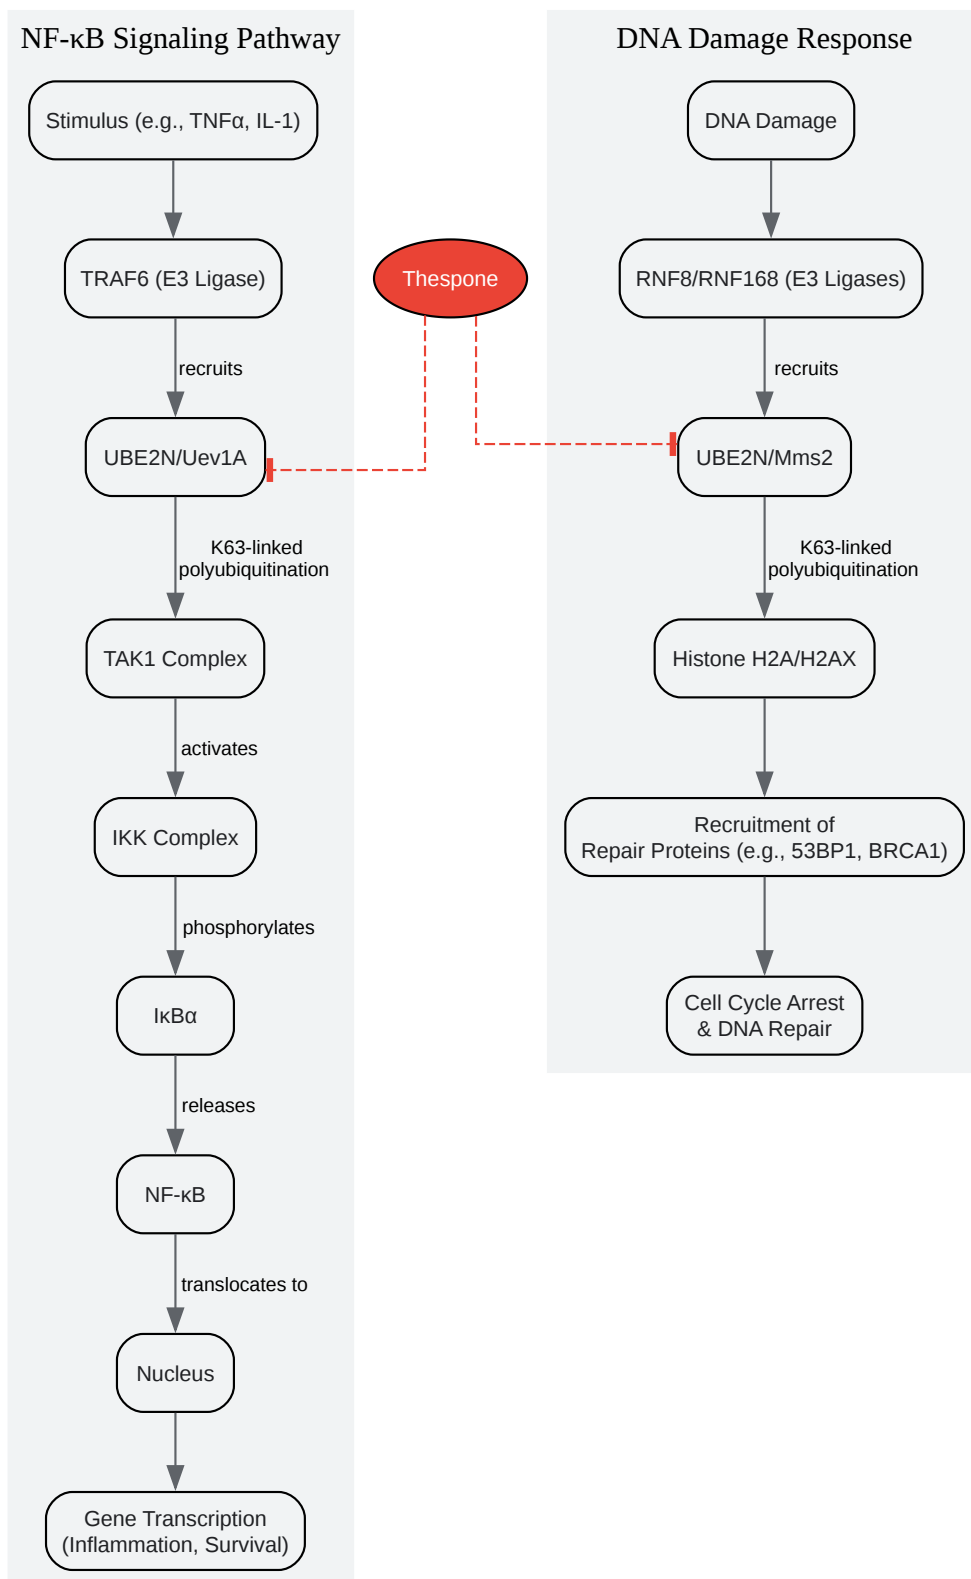 NF-κB Signaling Pathway
Stimulus (e.g., TNFα, IL-1)
TRAF6 (E3 Ligase)
recruits
UBE2N/Uev1A
K63-linked
polyubiquitination
TAK1 Complex
activates
IKK Complex
phosphorylates
IκBα
releases
NF-κB
translocates to
Nucleus
Gene Transcription
(Inflammation, Survival)
Thespone
DNA Damage Response
DNA Damage
RNF8/RNF168 (E3 Ligases)
recruits
UBE2N/Mms2
K63-linked
polyubiquitination
Histone H2A/H2AX
Recruitment of
Repair Proteins (e.g., 53BP1, BRCA1)
Cell Cycle Arrest
& DNA Repair